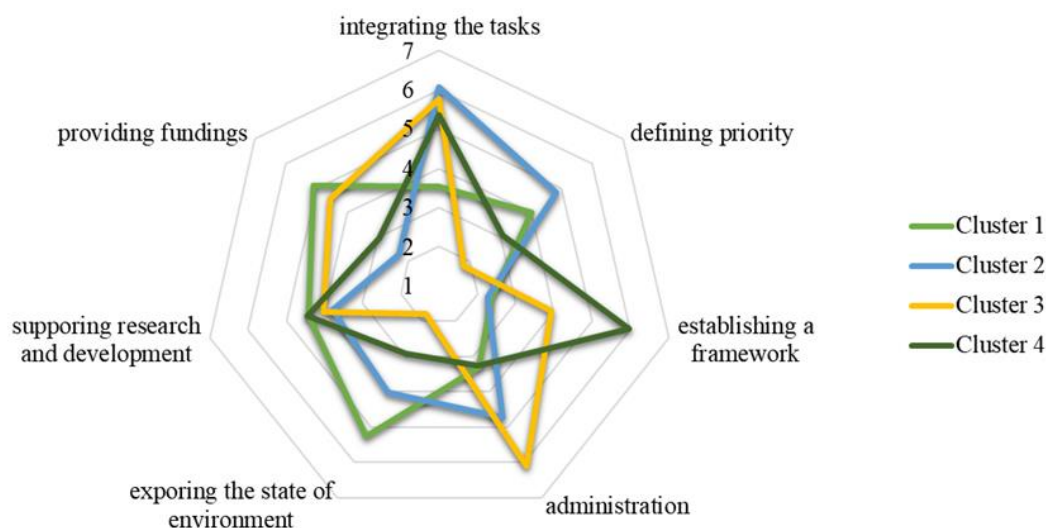 integrating the tasks
7
6
5
4
3
2
1
defining priority
establishing a
framework
administration
exporing the state of
environment
supporing research
and development
providing fundings
Cluster 1
Cluster 2
Cluster 3
Cluster 4